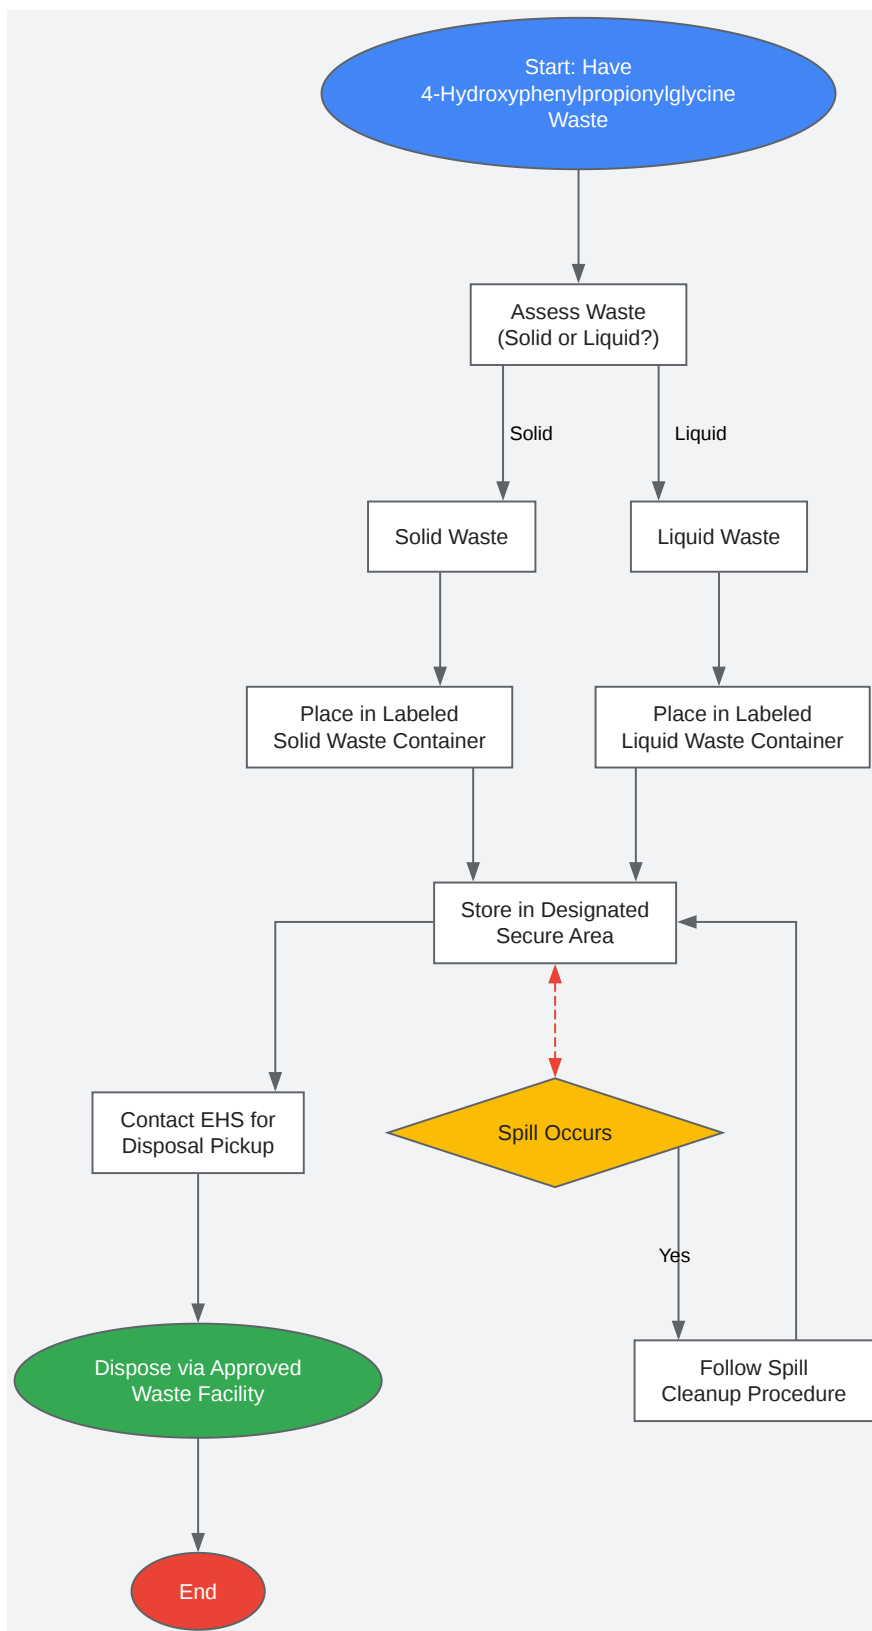 Start: Have
4-Hydroxyphenylpropionylglycine
Waste
Assess Waste
(Solid or Liquid?)
Solid
Liquid
Solid Waste
Liquid Waste
Place in Labeled
Solid Waste Container
Place in Labeled
Liquid Waste Container
Store in Designated
Secure Area
Contact EHS for
Disposal Pickup
Spill Occurs
Yes
Dispose via Approved
Waste Facility
Follow Spill
Cleanup Procedure
End